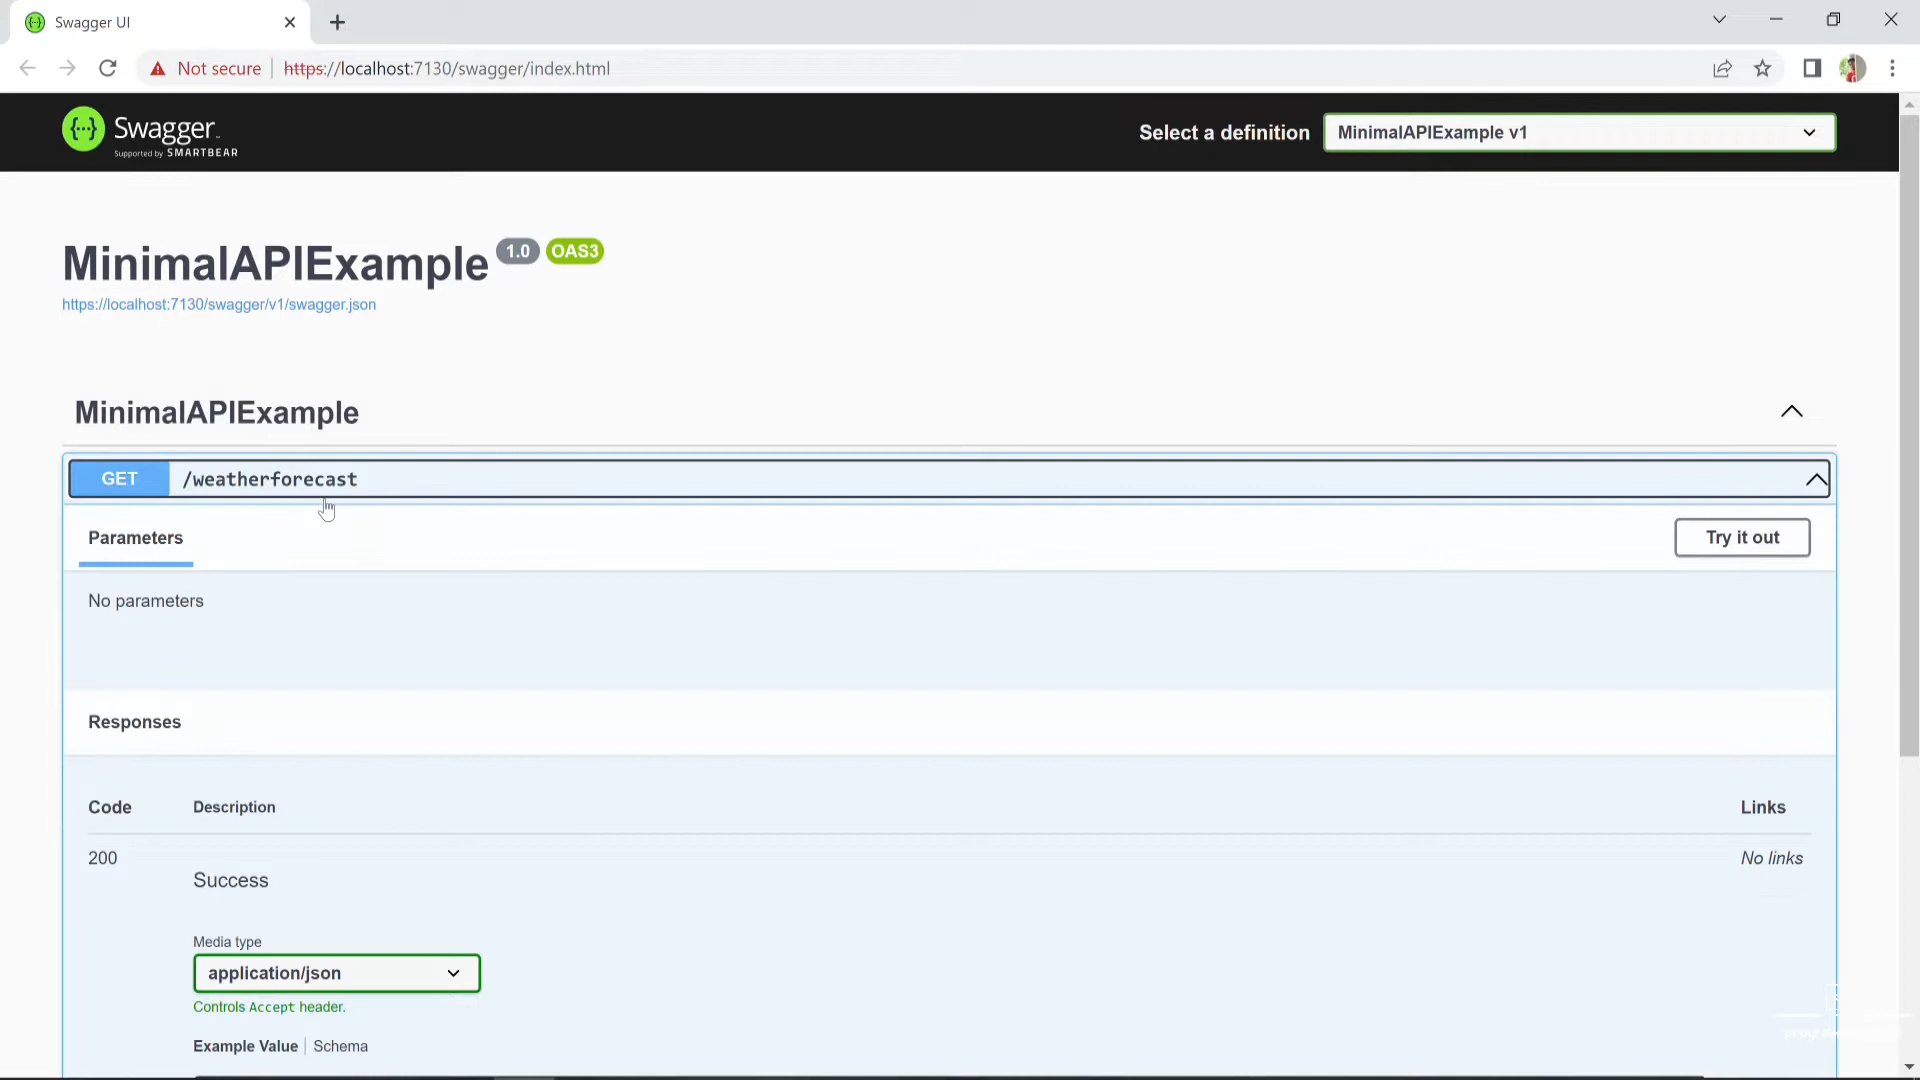 Swagger UI
Not secure
https://localhost:7130/swagger/index.html
{...} Swagger
Supported by SMARTBEAR
Select a definition
MinimalAPIExample v1
MinimalAPIExample 1.0 OAS3
https://localhost:7130/swagger/v1/swagger.json
MinimalAPIExample
GET /weatherforecast
Parameters
Try it out
No parameters
Responses
Code Description Links
200 No links
Success
Media type
application/json
Controls Accept header.
Example Value | Schema